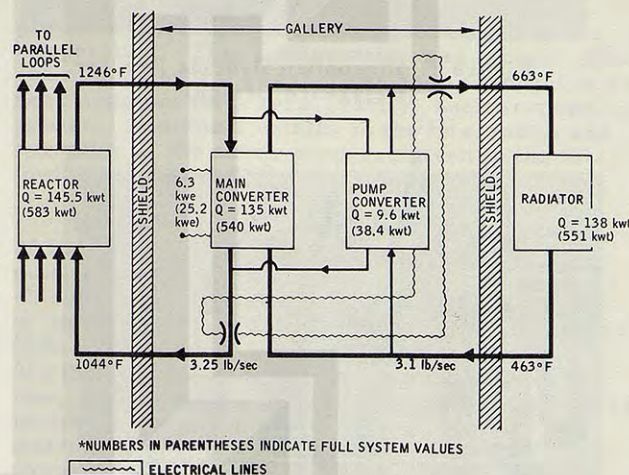 TO
PARALLEL
LOOPS
GALLERY
1246°F
663°F
REACTOR
Q = 145.5 kwt
(583 kwt)
SHIELD
6.3
kwe
(25.2
kwe)
MAIN
CONVERTER
Q = 135 kwt
(540 kwt)
PUMP
CONVERTER
Q = 9.6 kwt
(38.4 kwt)
SHIELD
RADIATOR
Q = 138 kwt
(551 kwt)
1044°F
3.25 lb/sec
3.1 lb/sec
463°F
*NUMBERS IN PARENTHESES INDICATE FULL SYSTEM VALUES
ELECTRICAL LINES